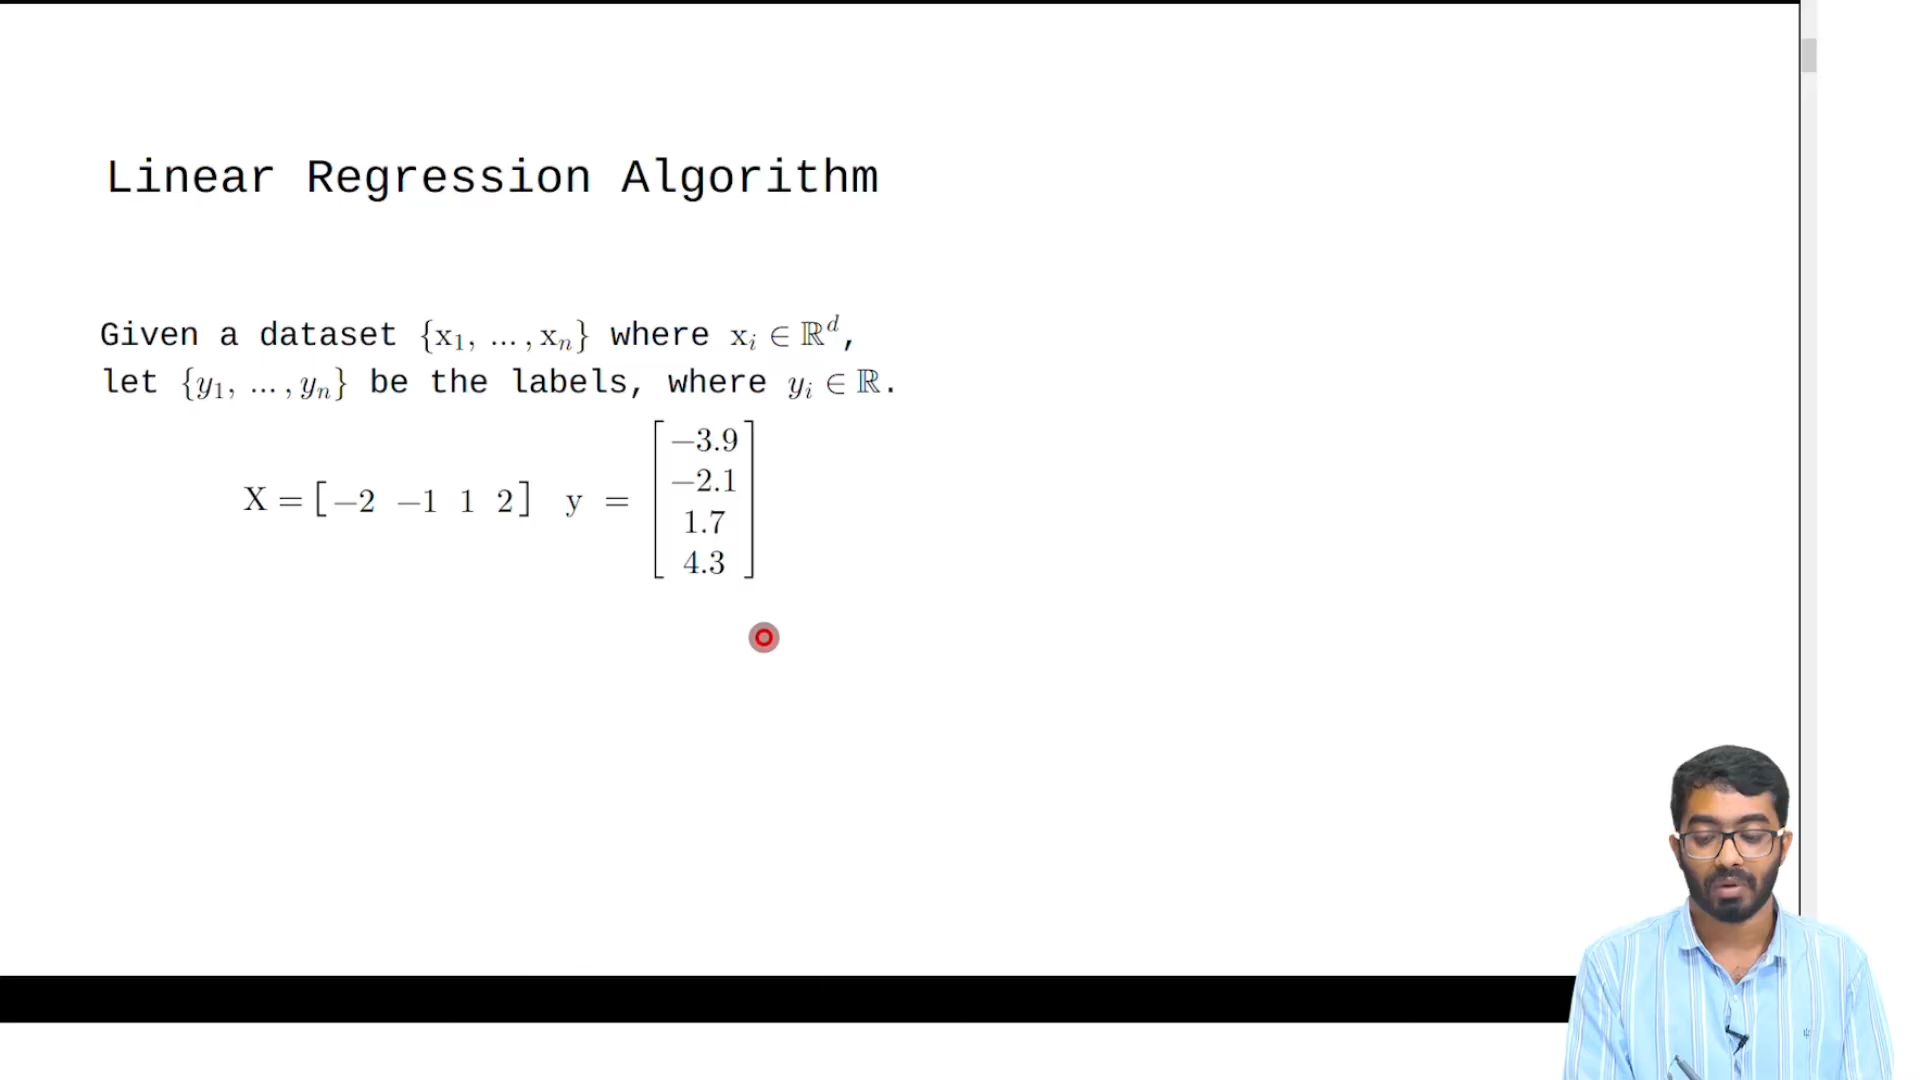 Linear Regression Algorithm
Given a dataset {x₁, ... , xₙ} where xᵢ ∈ ℝᵈ,
let {y₁, ... , yₙ} be the labels, where yᵢ ∈ ℝ.
X = [−2 −1 1 2] y = [−3.9
−2.1
1.7
4.3]